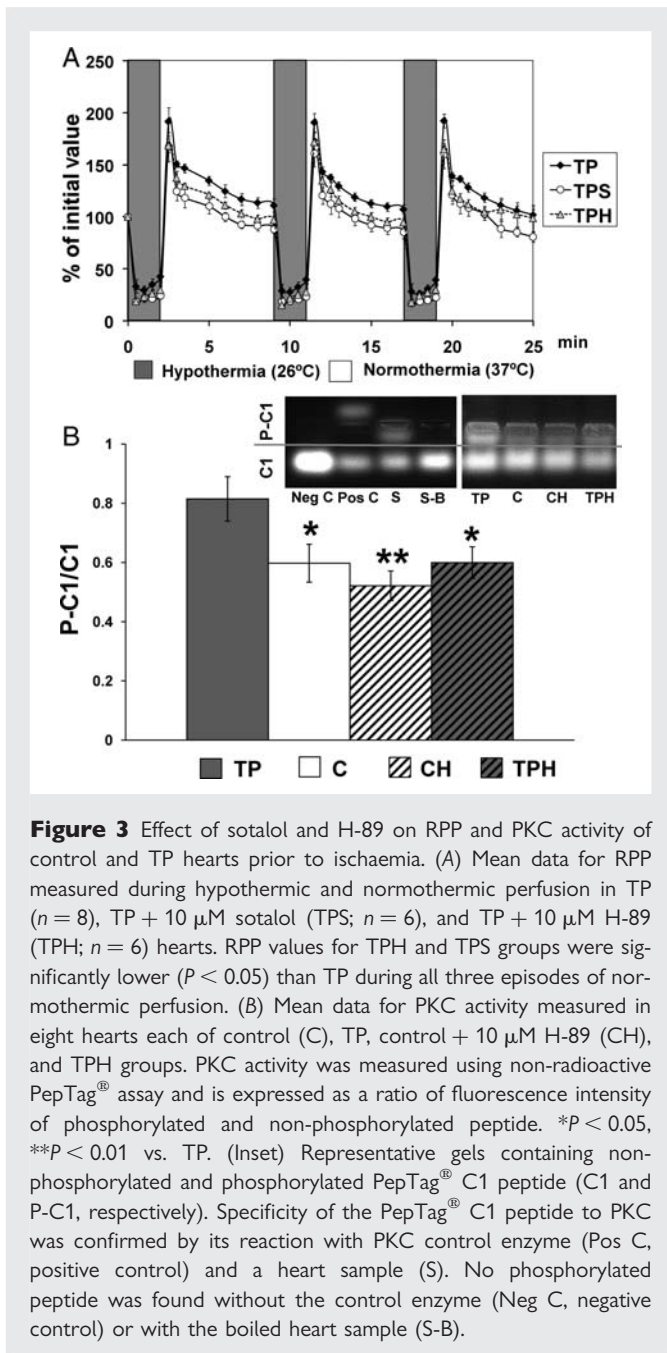 A
250
200
150
100
50
0
% of initial value
TP
TPS
TPH
0 5 10 15 20 25 min
Hypothermia (26ºC) Normothermia (37ºC)
B
P-C1
C1
Neg C Pos C S S-B TP C CH TPH
1
0.8
0.6
0.4
0.2
0
P-C1/C1
* ** *
TP C CH TPH
Figure 3 Effect of sotalol and H-89 on RPP and PKC activity of
control and TP hearts prior to ischaemia. (A) Mean data for RPP
measured during hypothermic and normothermic perfusion in TP
(n = 8), TP + 10 μM sotalol (TPS; n = 6), and TP + 10 μM H-89
(TPH; n = 6) hearts. RPP values for TPH and TPS groups were sig-
nificantly lower (P < 0.05) than TP during all three episodes of nor-
mothermic perfusion. (B) Mean data for PKC activity measured in
eight hearts each of control (C), TP, control + 10 μM H-89 (CH),
and TPH groups. PKC activity was measured using non-radioactive
PepTag® assay and is expressed as a ratio of fluorescence intensity
of phosphorylated and non-phosphorylated peptide. *P < 0.05,
**P < 0.01 vs. TP. (Inset) Representative gels containing non-
phosphorylated and phosphorylated PepTag® C1 peptide (C1 and
P-C1, respectively). Specificity of the PepTag® C1 peptide to PKC
was confirmed by its reaction with PKC control enzyme (Pos C,
positive control) and a heart sample (S). No phosphorylated
peptide was found without the control enzyme (Neg C, negative
control) or with the boiled heart sample (S-B).